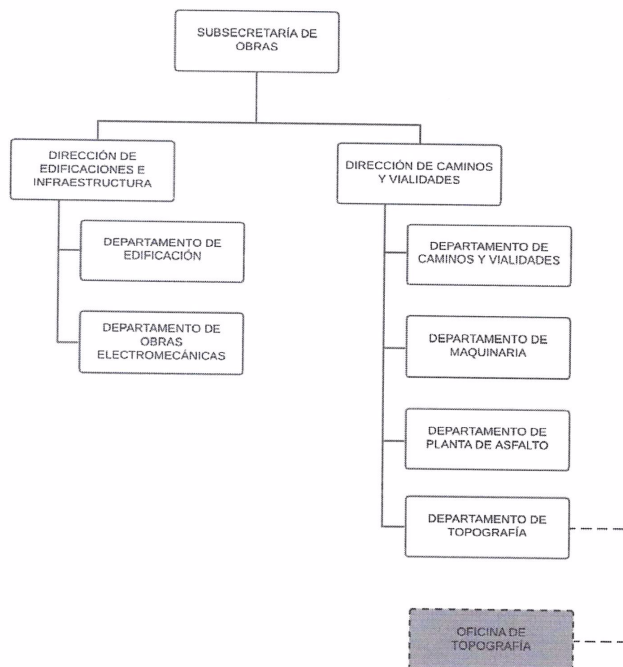 SUBSECRETARÍA DE
OBRAS
DIRECCIÓN DE
EDIFICACIONES E
INFRAESTRUCTURA
DEPARTAMENTO DE
EDIFICACIÓN
DEPARTAMENTO DE
OBRAS
ELECTROMECÁNICAS
DIRECCIÓN DE CAMINOS
Y VIALIDADES
DEPARTAMENTO DE
CAMINOS Y VIALIDADES
DEPARTAMENTO DE
MAQUINARIA
DEPARTAMENTO DE
PLANTA DE ASFALTO
DEPARTAMENTO DE
TOPOGRAFÍA
OFICINA DE
TOPOGRAFÍA